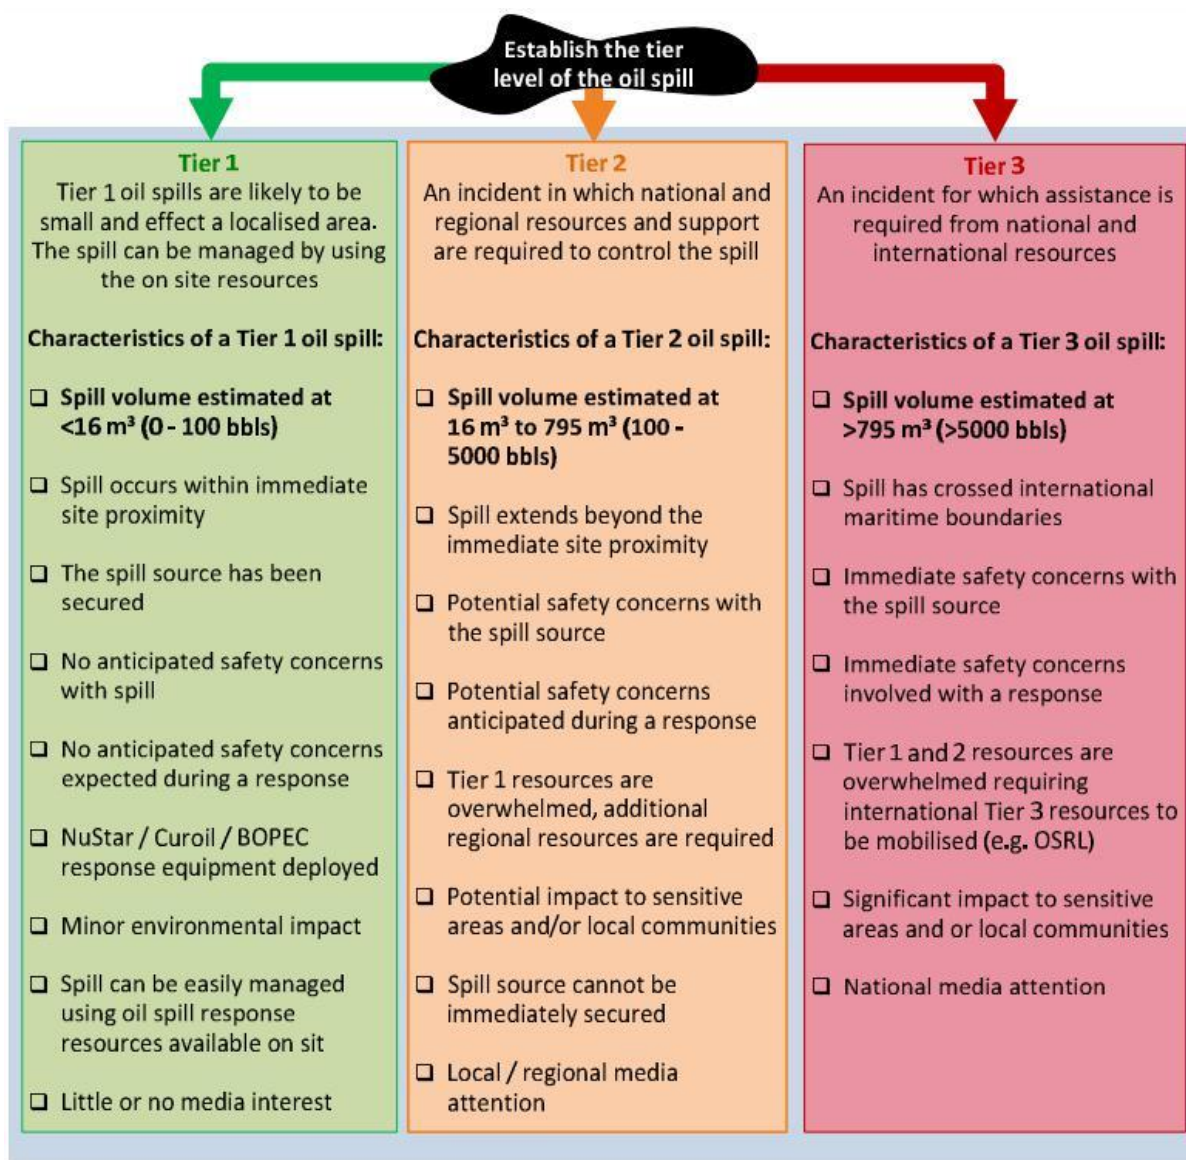 Establish the tier
level of the oil spill
Tier 1
Tier 1 oil spills are likely to be
small and effect a localised area.
The spill can be managed by using
the on site resources
Characteristics of a Tier 1 oil spill:
Spill volume estimated at
<16 m³ (0 - 100 bbls)
Spill occurs within immediate
site proximity
The spill source has been
secured
No anticipated safety concerns
with spill
No anticipated safety concerns
expected during a response
NuStar / Curoil / BOPEC
response equipment deployed
Minor environmental impact
Spill can be easily managed
using oil spill response
resources available on sit
Little or no media interest
Tier 2
An incident in which national and
regional resources and support
are required to control the spill
Characteristics of a Tier 2 oil spill:
Spill volume estimated at
16 m³ to 795 m³ (100 -
5000 bbls)
Spill extends beyond the
immediate site proximity
Potential safety concerns with
the spill source
Potential safety concerns
anticipated during a response
Tier 1 resources are
overwhelmed, additional
regional resources are required
Potential impact to sensitive
areas and/or local communities
Spill source cannot be
immediately secured
Local / regional media
attention
Tier 3
An incident for which assistance is
required from national and
international resources
Characteristics of a Tier 3 oil spill:
Spill volume estimated at
>795 m³ (>5000 bbls)
Spill has crossed international
maritime boundaries
Immediate safety concerns with
the spill source
Immediate safety concerns
involved with a response
Tier 1 and 2 resources are
overwhelmed requiring
international Tier 3 resources to
be mobilised (e.g. OSRL)
Significant impact to sensitive
areas and or local communities
National media attention